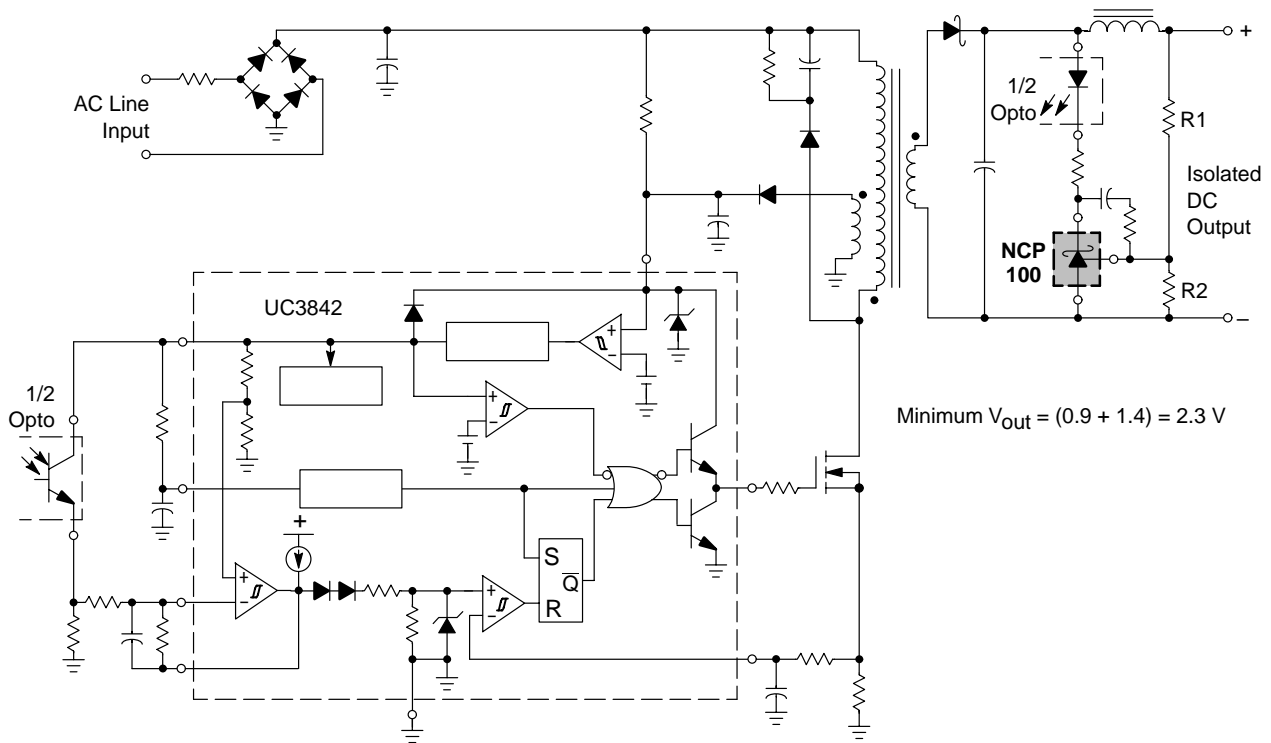 AC Line
Input
1/2
Opto
R1
Isolated
DC
Output
+
–
NCP
100
R2
UC3842
+
–
+
–
1/2
Opto
Minimum Vout = (0.9 + 1.4) = 2.3 V
+
S
Q
R
+
–
+
–